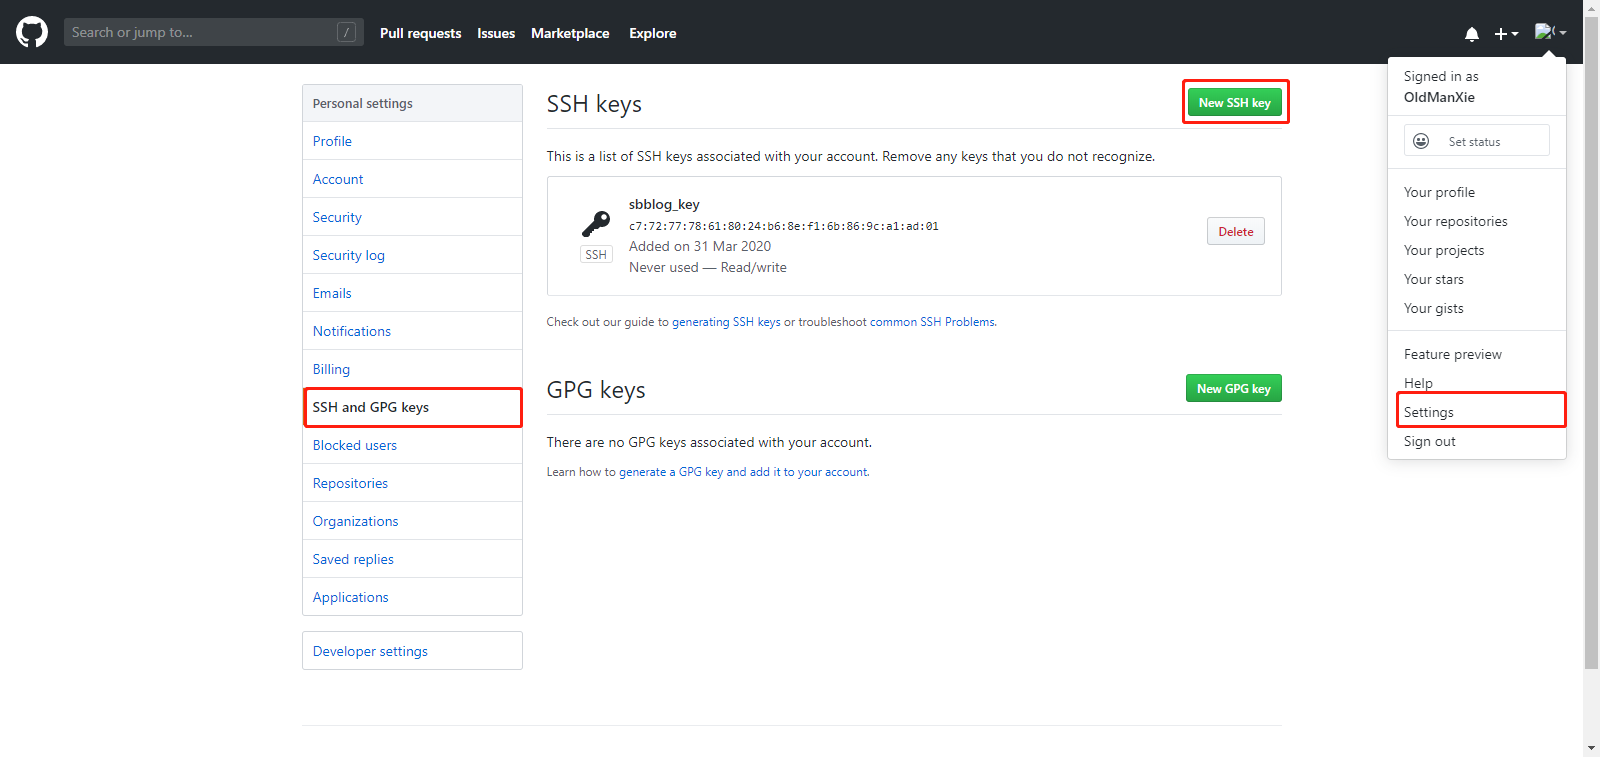 Search or jump to...
/
Pull requests
Issues
Marketplace
Explore
Signed in as
OldManXie
Set status
Your profile
Your repositories
Your projects
Your stars
Your gists
Feature preview
Help
Settings
Sign out
Personal settings
Profile
Account
Security
Security log
Emails
Notifications
Billing
SSH and GPG keys
Blocked users
Repositories
Organizations
Saved replies
Applications
Developer settings
SSH keys
New SSH key
This is a list of SSH keys associated with your account. Remove any keys that you do not recognize.
sbblog_key
c7:72:77:78:61:80:24:b6:8e:f1:6b:86:9c:a1:ad:01
Added on 31 Mar 2020
Never used — Read/write
SSH
Delete
Check out our guide to generating SSH keys or troubleshoot common SSH Problems.
GPG keys
New GPG key
There are no GPG keys associated with your account.
Learn how to generate a GPG key and add it to your account.